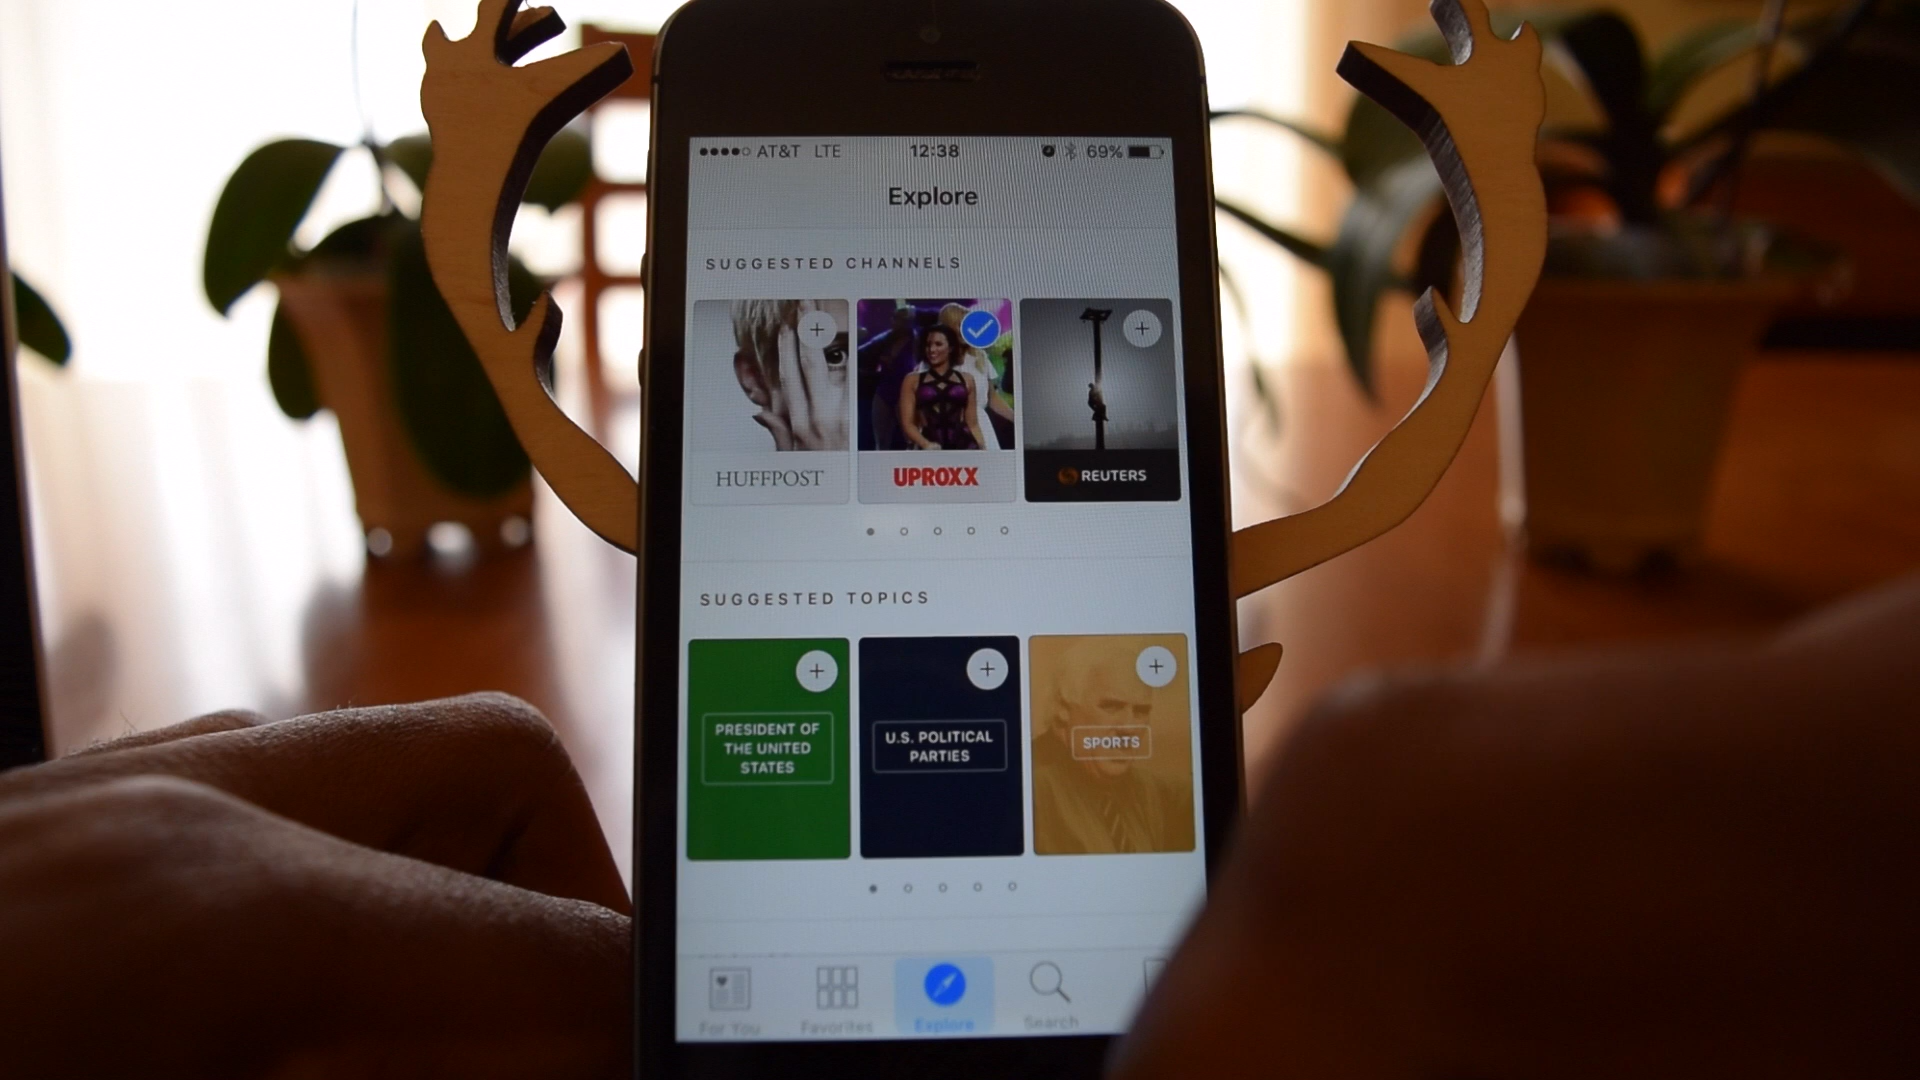 AT&T LTE 12:38 69%
Explore
SUGGESTED CHANNELS
HUFFPOST
UPROXX
REUTERS
SUGGESTED TOPICS
PRESIDENT OF
THE UNITED
STATES
U.S. POLITICAL
PARTIES
SPORTS
For You
Favorites
Explore
Search